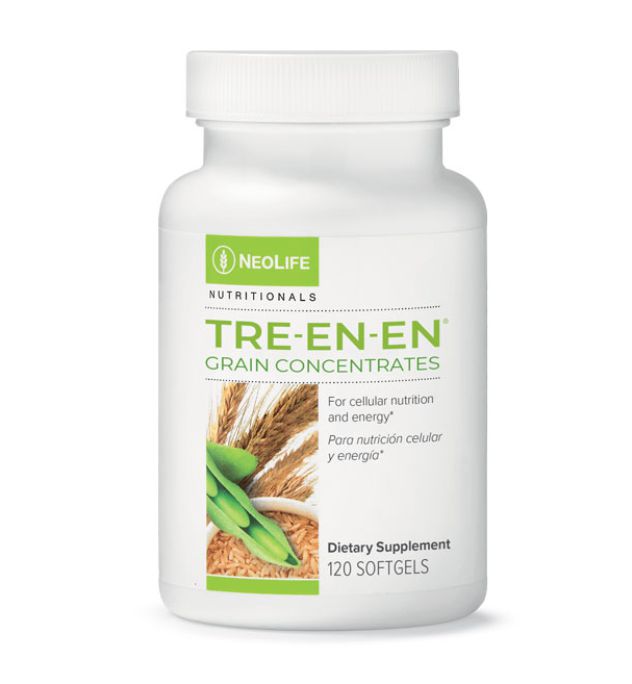 NEOLIFE
NUTRITIONALS
TRE-EN-EN®
GRAIN CONCENTRATES
For cellular nutrition
and energy*
Para nutrición celular
y energía*
Dietary Supplement
120 SOFTGELS